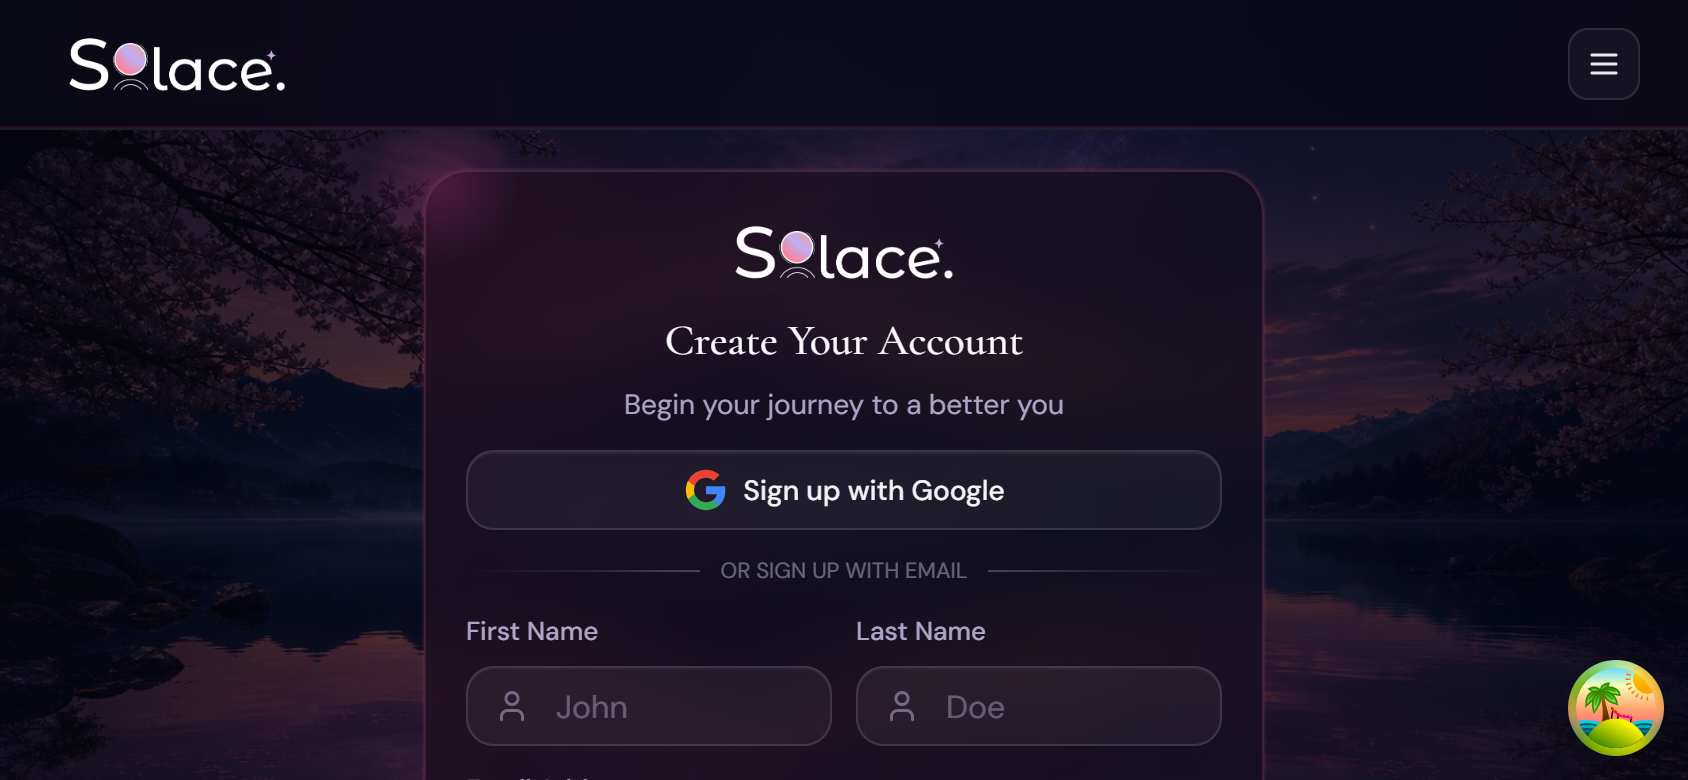 Solace.
Solace.
Create Your Account
Begin your journey to a better you
Sign up with Google
OR SIGN UP WITH EMAIL
First Name
Last Name
John
Doe